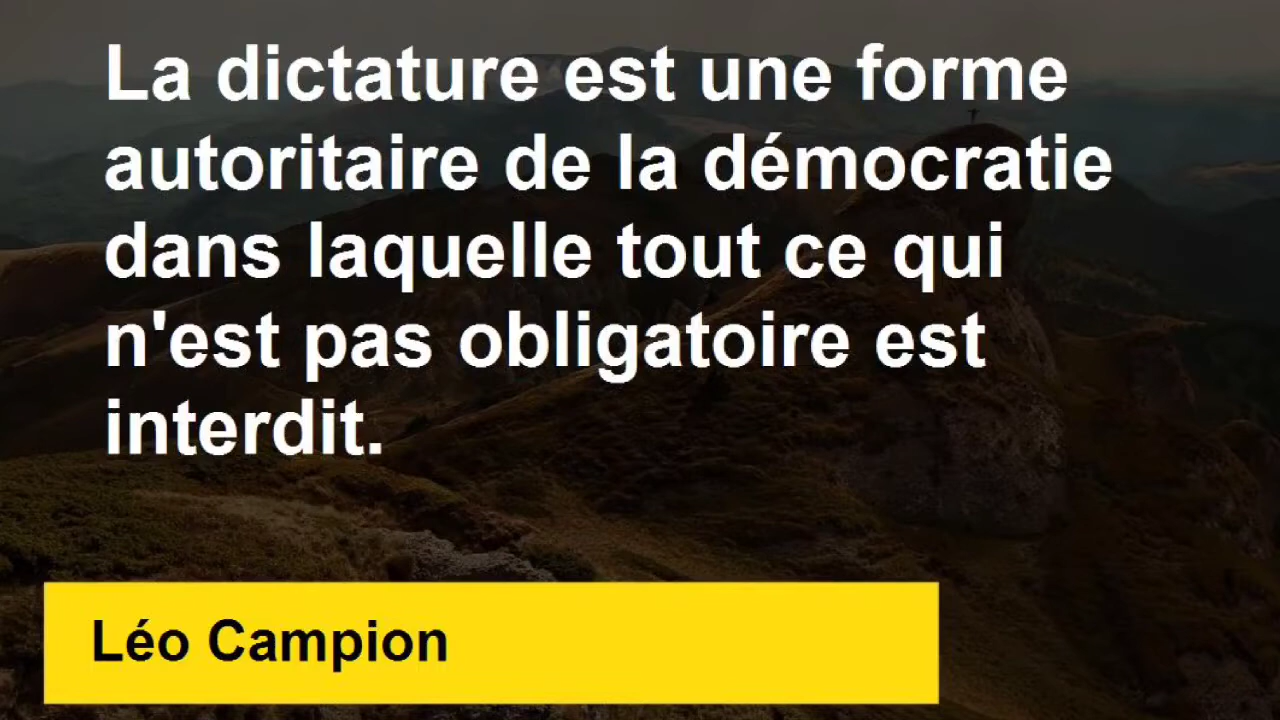 La dictature est une forme
autoritaire de la démocratie
dans laquelle tout ce qui
n'est pas obligatoire est
interdit.
Léo Campion